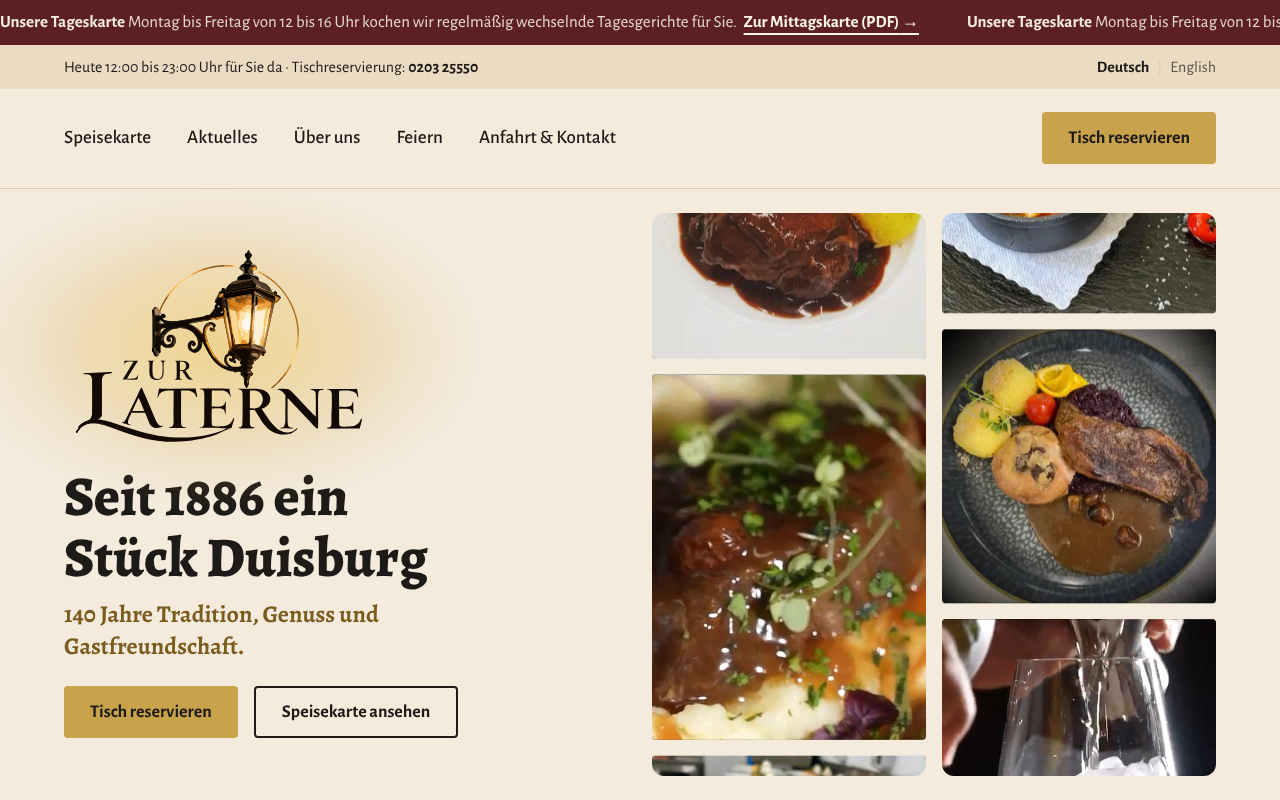 Unsere Tageskarte Montag bis Freitag von 12 bis 16 Uhr kochen wir regelmäßig wechselnde Tagesgerichte für Sie. Zur Mittagskarte (PDF) → Unsere Tageskarte Montag bis Freitag von 12 bis
Heute 12:00 bis 23:00 Uhr für Sie da · Tischreservierung: 0203 25550
Deutsch English
Speisekarte Aktuelles Über uns Feiern Anfahrt & Kontakt Tisch reservieren
ZUR
LATERNE
Seit 1886 ein
Stück Duisburg
140 Jahre Tradition, Genuss und
Gastfreundschaft.
Tisch reservieren Speisekarte ansehen